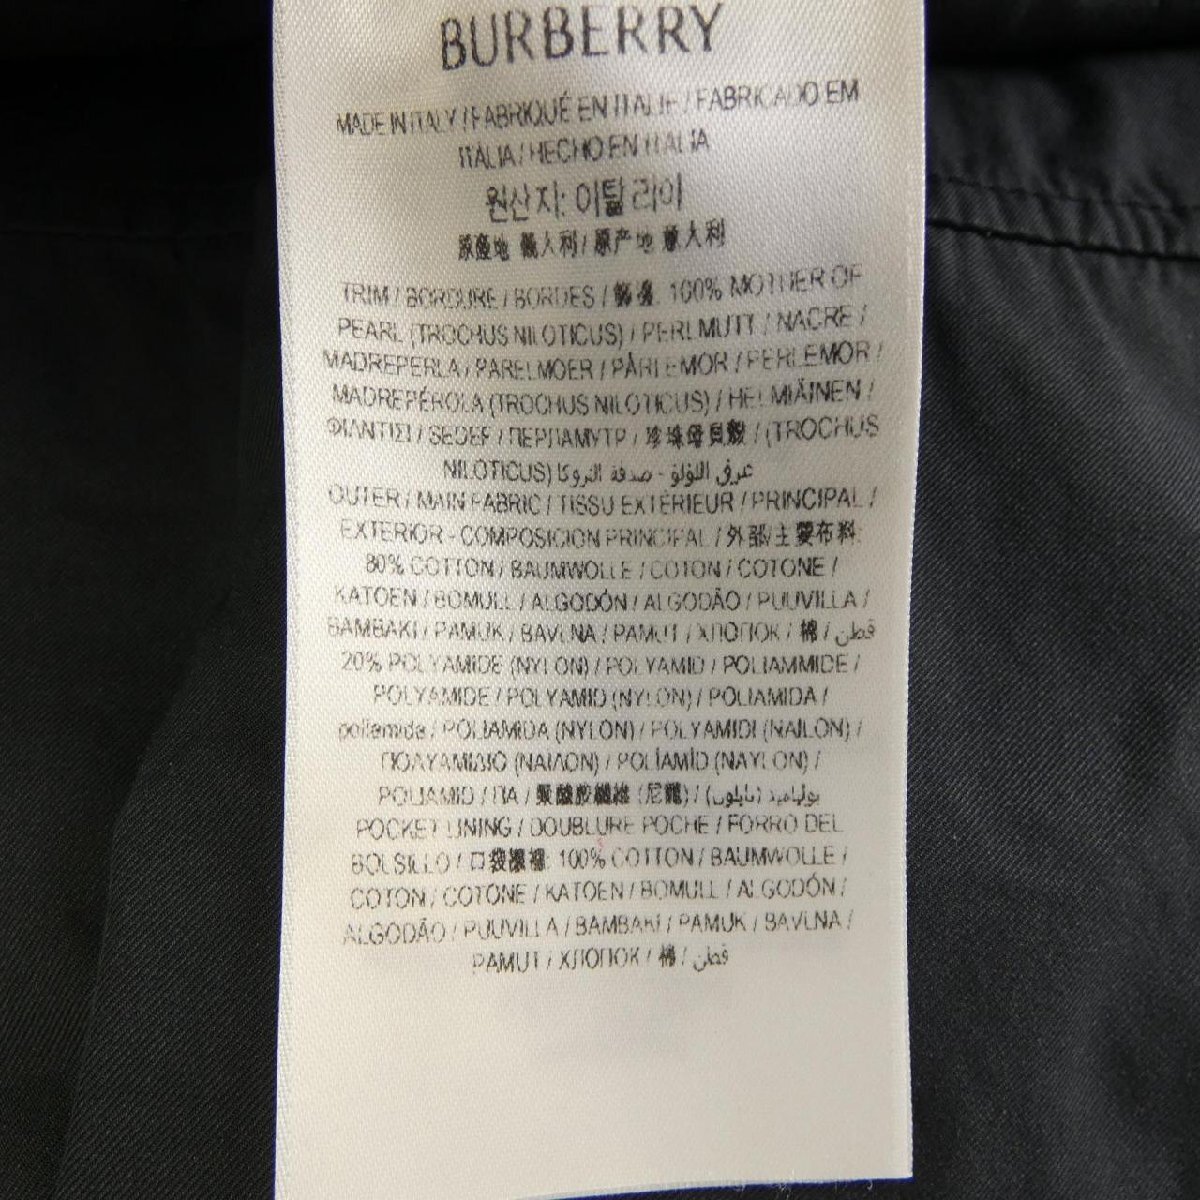 BURBERRY
MADE IN ITALY / FABRIQUÉ EN ITALIE / FABRICADO EM
ITÁLIA / HECHO EN ITALIA
원산지: 이탈리아
原產地 義大利 / 原产地 意大利
TRIM / BORDURE / BORDES / 飾邊: 100% MOTHER OF
PEARL (TROCHUS NILOTICUS) / PERLMUTT / NACRE /
MADREPERLA / PARELMOER / PÄRLEMOR / PERLEMOR /
MADREPÉROLA (TROCHUS NILOTICUS) / HELMIÄINEN /
ΦΙΛΝΤΙΣΙ / SEDEF / ПЕРЛАМУТР / 珍珠母貝殼 / (TROCHUS
NILOTICUS) عرق اللؤلؤ - صدفة التروكا
OUTER / MAIN FABRIC / TISSU EXTÉRIEUR / PRINCIPAL /
EXTERIOR - COMPOSICION PRINCIPAL / 外部/主要布料:
80% COTTON / BAUMWOLLE / COTON / COTONE /
KATOEN / BOMULL / ALGODÓN / ALGODÃO / PUUVILLA /
BAMBAKI / PAMUK / BAVLNA / PAMUT / ХЛОПОК / 棉 / قطن
20% POLYAMIDE (NYLON) / POLYAMID / POLIAMMIDE /
POLYAMIDE / POLYAMID (NYLON) / POLIAMIDA /
poliamida / POLIAMIDA (NYLON) / POLYAMIDI (NAILON) /
ΠΟΛΥΑΜΙΔΙΟ (ΝΑΙΛΟΝ) / POLİAMİD (NAYLON) /
POLIAMID / ПА / 聚醯胺纖維 (尼龍) / بولياميد (نايلون)
POCKET LINING / DOUBLURE POCHE / FORRO DEL
BOLSILLO / 口袋襯裡: 100% COTTON / BAUMWOLLE /
COTON / COTONE / KATOEN / BOMULL / ALGODÓN /
ALGODÃO / PUUVILLA / BAMBAKI / PAMUK / BAVLNA /
PAMUT / ХЛОПОК / 棉 / قطن